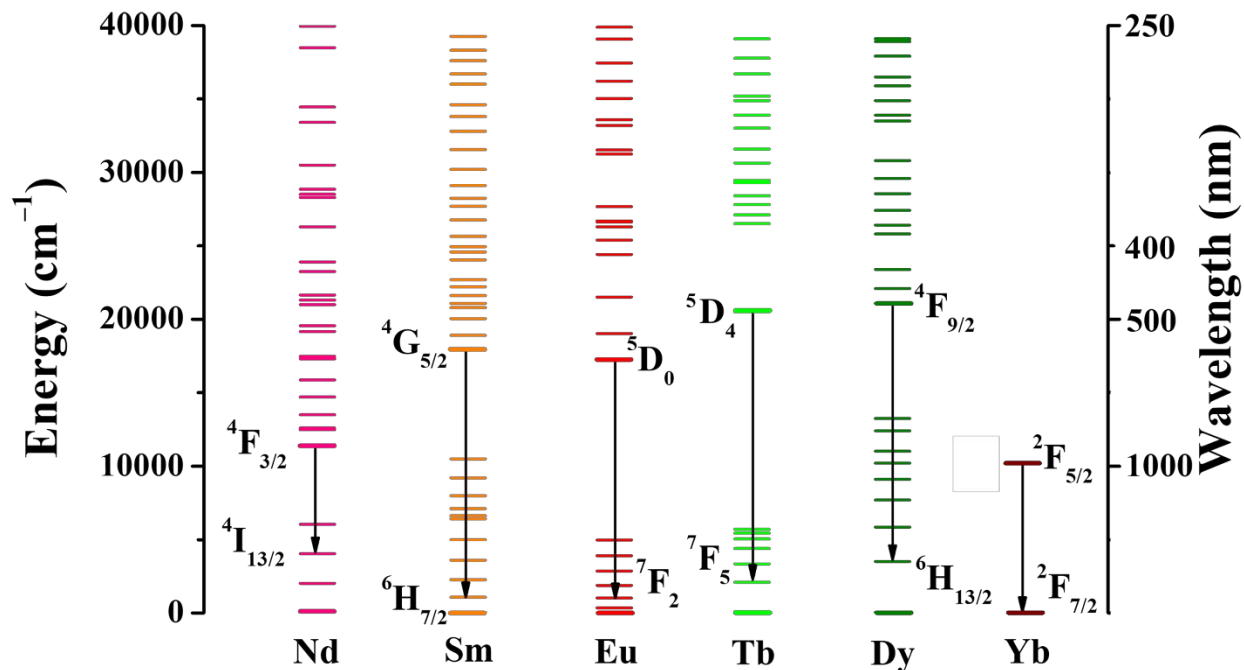 Energy (cm⁻¹)
40000
30000
20000
10000
0
⁴F₃/₂
⁴I₁₃/₂
⁴G₅/₂
⁶H₇/₂
⁵D₀
⁷F₂
⁵D₄
⁷F₅
⁴F₉/₂
⁶H₁₃/₂
²F₅/₂
²F₇/₂
250
400
500
1000
Wavelength (nm)
Nd Sm Eu Tb Dy Yb